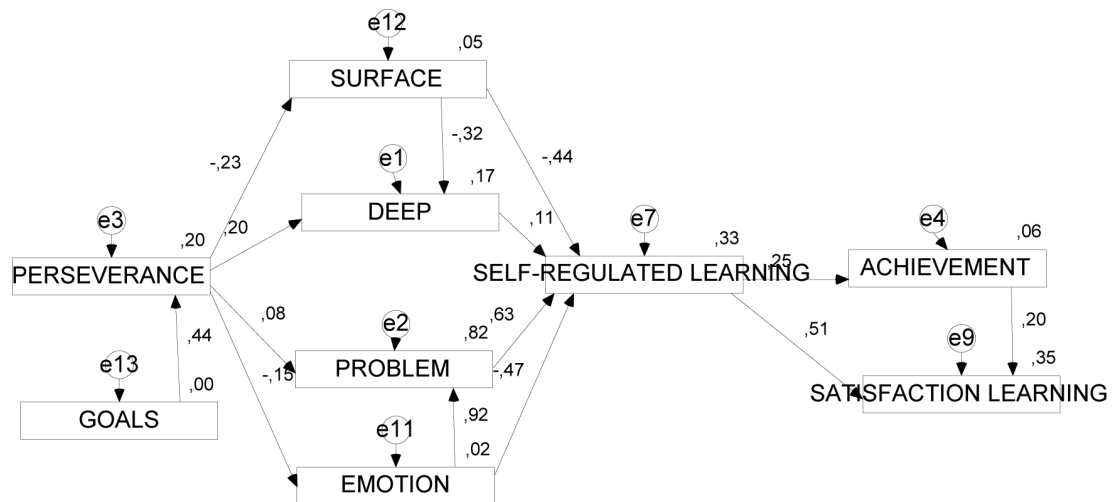 e12
,05
SURFACE
-,32
-,23
-,44
e1
,17
DEEP
e3
,20
,20
,11
e7
,33
e4
,06
PERSEVERANCE
SELF-REGULATED LEARNING
,25
ACHIEVEMENT
,08
e2
,82
,63
,51
e9
,20
,44
,35
e13
,00
-,15
PROBLEM
-,47
SATISFACTION LEARNING
GOALS
,92
e11
,02
EMOTION